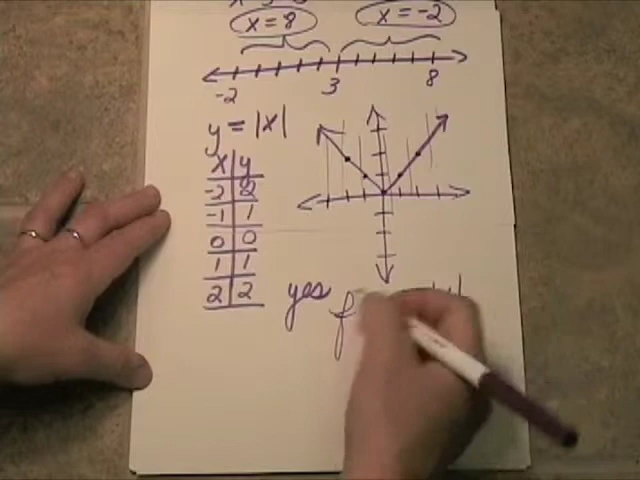 x = 8 x = -2
-2 3 8
y = |x|
x y
-2 2
-1 1
0 0
1 1
2 2
yes f